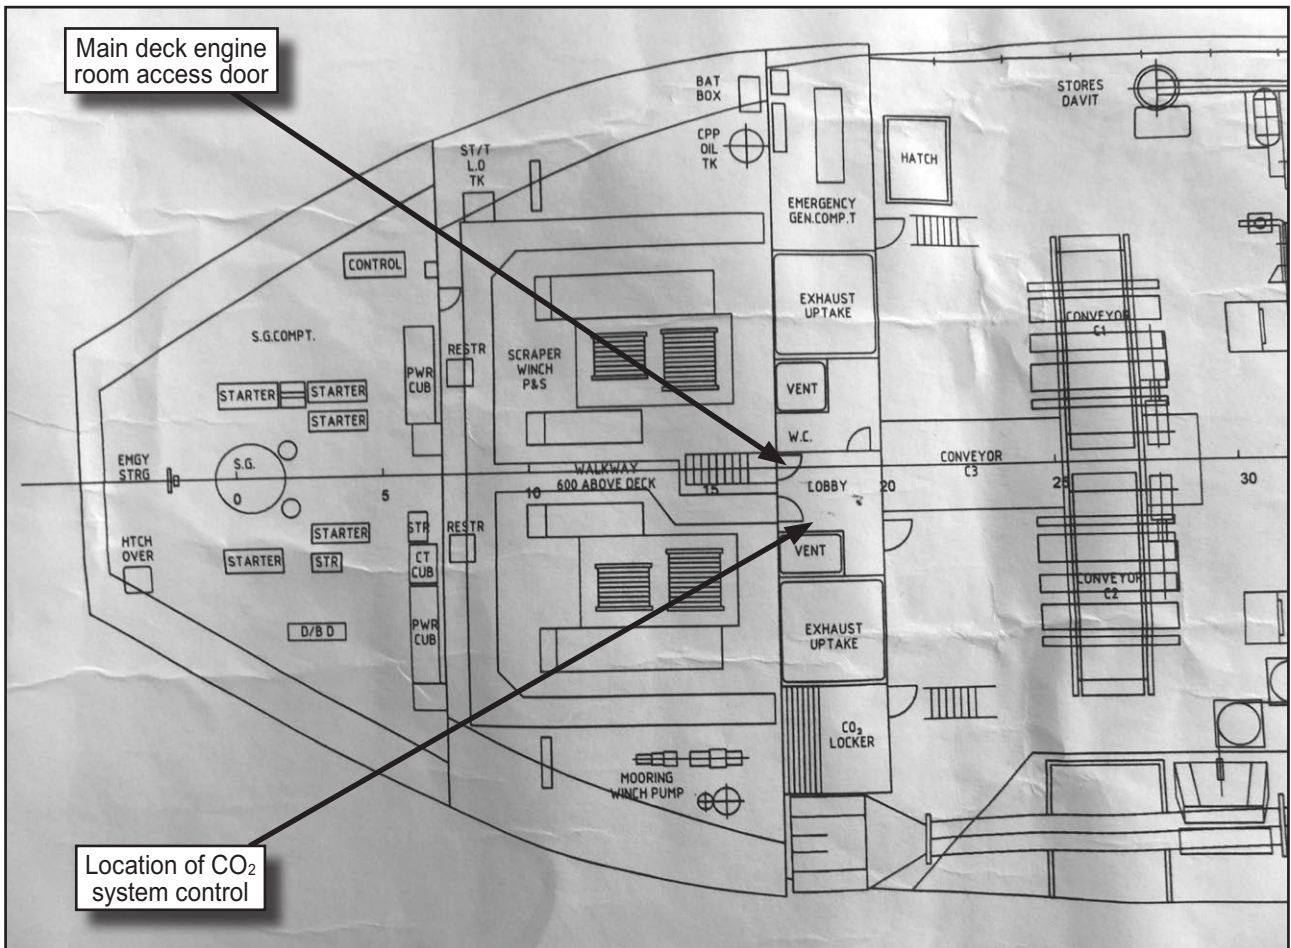 Main deck engine
room access door
BAT
BOX
STORES
DAVIT
ST/T
L.O
TK
CPP
OIL
TK
HATCH
EMERGENCY
GEN.COMP.T
CONTROL
EXHAUST
UPTAKE
CONVEYOR
C1
S.G.COMPT.
RESTR
SCRAPER
WINCH
P&S
PWR
CUB
STARTER
STARTER
VENT
STARTER
W.C.
EMGY
STRG
S.G.
O
5
10
WALKWAY
600 ABOVE DECK
15
LOBBY
20
CONVEYOR
C3
25
30
HTCH
OVER
STARTER
STR
RESTR
STARTER
STR
CT
CUB
VENT
CONVEYOR
C2
D/B D
PWR
CUB
EXHAUST
UPTAKE
CO₂
LOCKER
MOORING
WINCH PUMP
Location of CO₂
system control